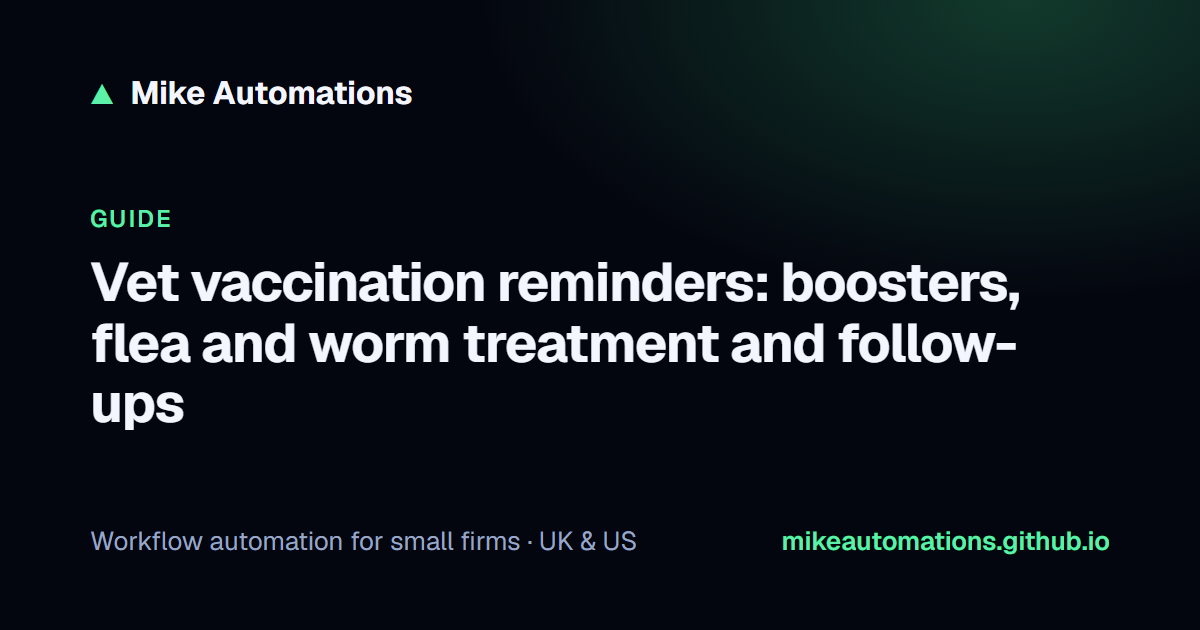 Mike Automations
GUIDE
Vet vaccination reminders: boosters,
flea and worm treatment and follow-
ups
Workflow automation for small firms · UK & US
mikeautomations.github.io